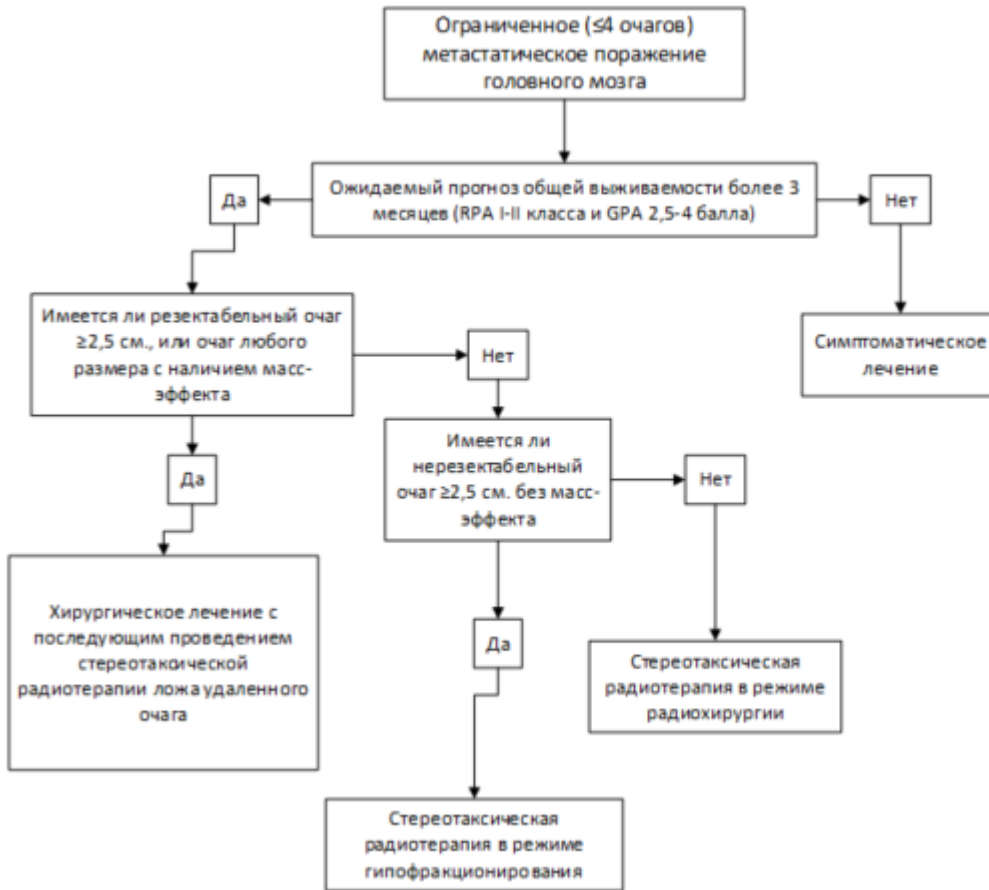 Ограниченное (≤4 очагов)
метастатическое поражение
головного мозга
Да
Ожидаемый прогноз общей выживаемости более 3
месяцев (RPA I-II класса и GPA 2,5-4 балла)
Нет
Имеется ли резектабельный очаг
≥2,5 см., или очаг любого
размера с наличием масс-
эффекта
Нет
Симптоматическое
лечение
Да
Имеется ли
нерезектабельный
очаг ≥2,5 см. без масс-
эффекта
Нет
Хирургическое лечение с
последующим проведением
стереотаксической
радиотерапии ложа удаленного
очага
Да
Стереотаксическая
радиотерапия в режиме
радиохирургии
Стереотаксическая
радиотерапия в режиме
гипофракционирования